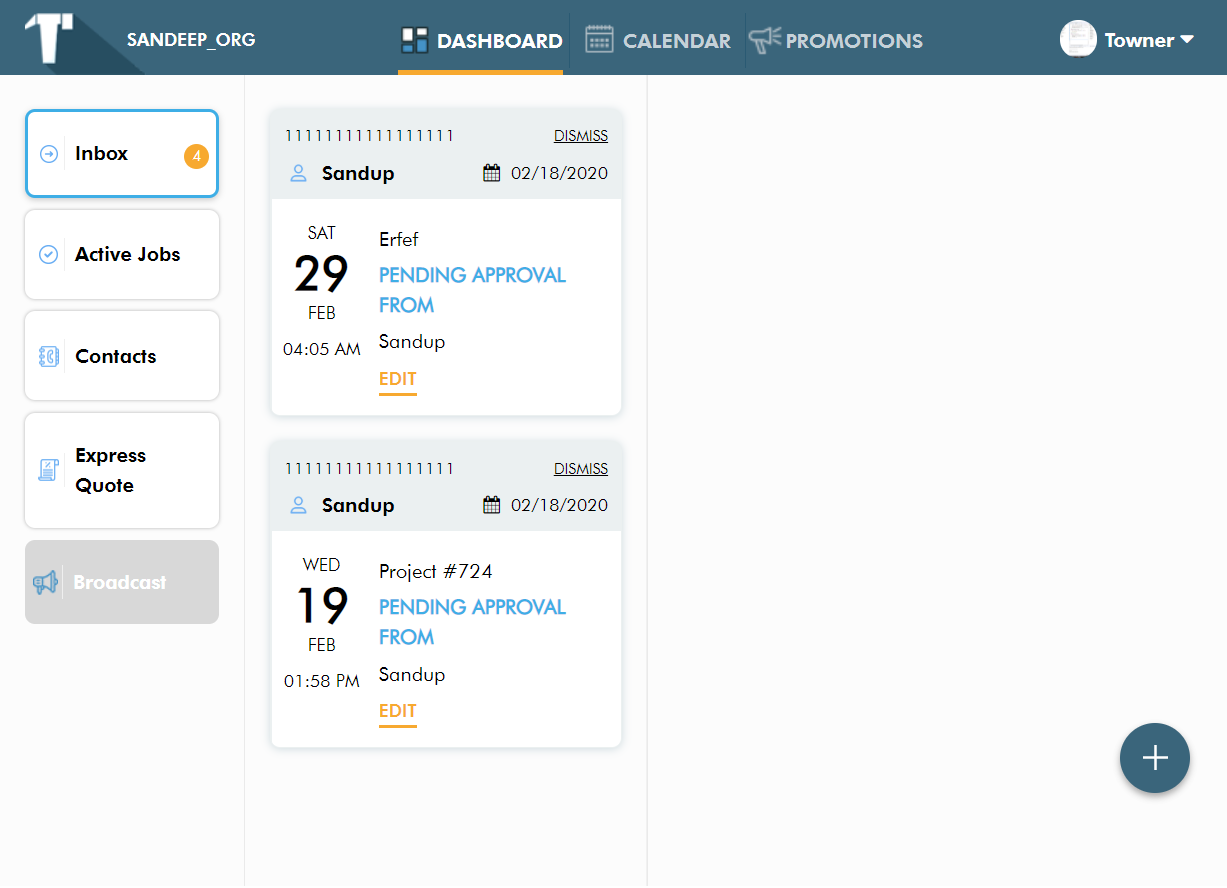 SANDEEP_ORG
DASHBOARD
CALENDAR
PROMOTIONS
Towner
Inbox
4
Active Jobs
Contacts
Express
Quote
Broadcast
11111111111111111 DISMISS
Sandup 02/18/2020
SAT
29
FEB
04:05 AM
Erfef
PENDING APPROVAL
FROM
Sandup
EDIT
11111111111111111 DISMISS
Sandup 02/18/2020
WED
19
FEB
01:58 PM
Project #724
PENDING APPROVAL
FROM
Sandup
EDIT